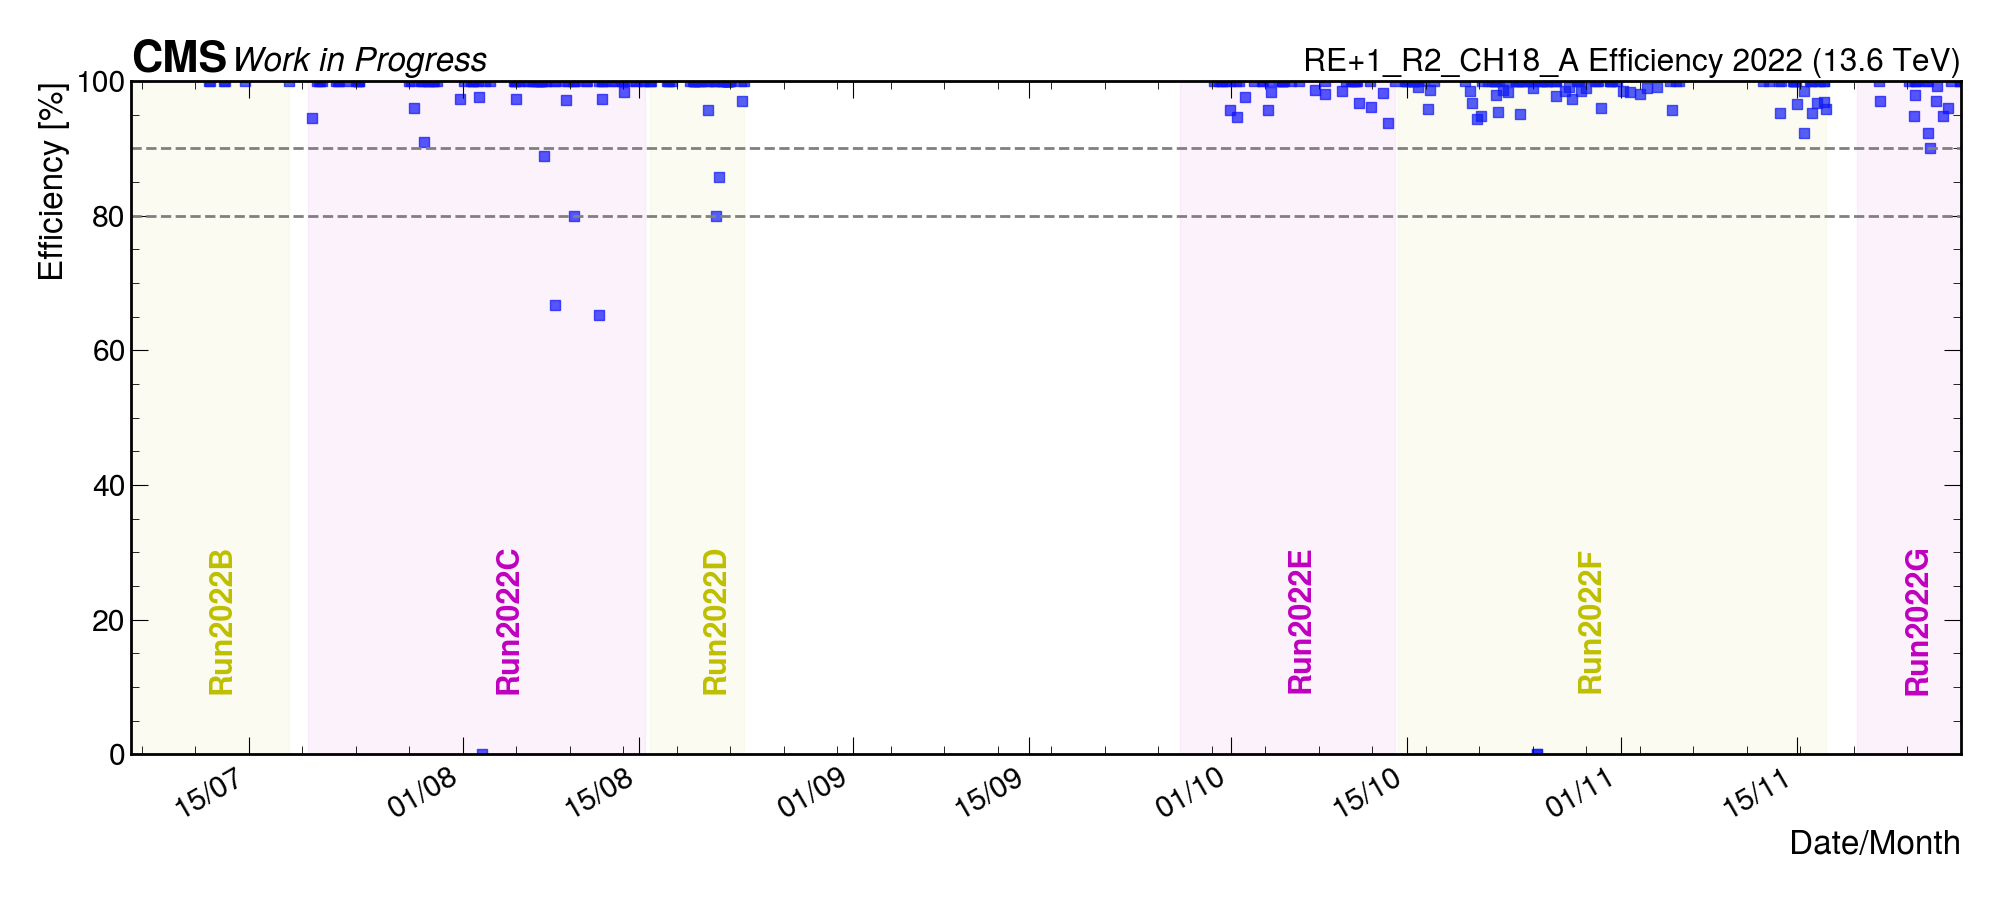 CMS Work in Progress
RE+1_R2_CH18_A Efficiency 2022 (13.6 TeV)
Efficiency [%]
100
80
60
40
20
0
Run2022B
Run2022C
Run2022D
Run2022E
Run2022F
Run2022G
15/07
01/08
15/08
01/09
15/09
01/10
15/10
01/11
15/11
Date/Month